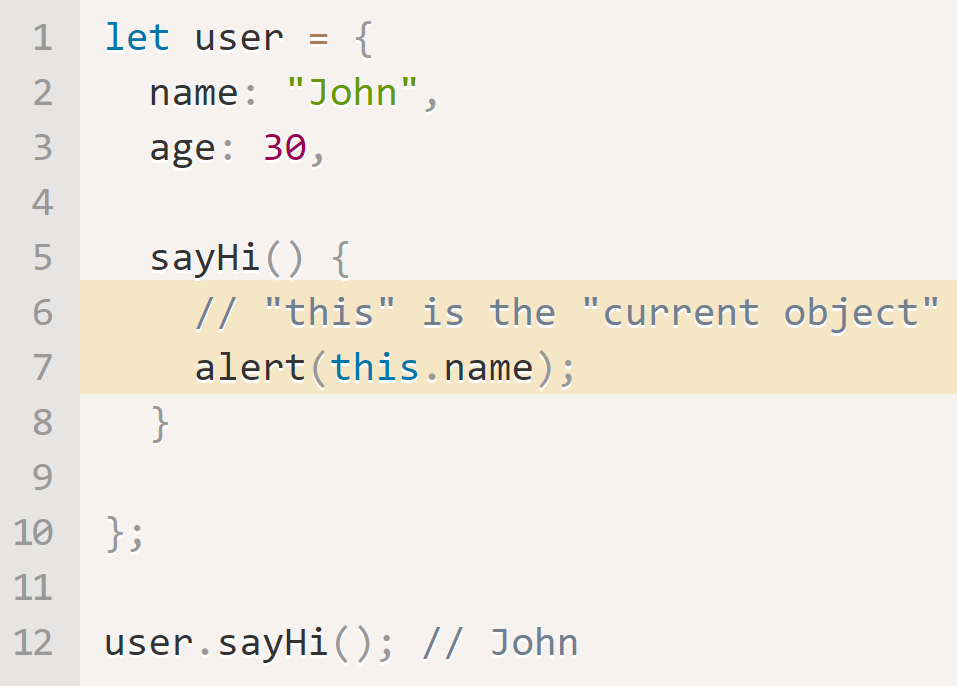 1 let user = {
2   name: "John",
3   age: 30,
4
5   sayHi() {
6     // "this" is the "current object"
7     alert(this.name);
8   }
9
10 };
11
12 user.sayHi(); // John